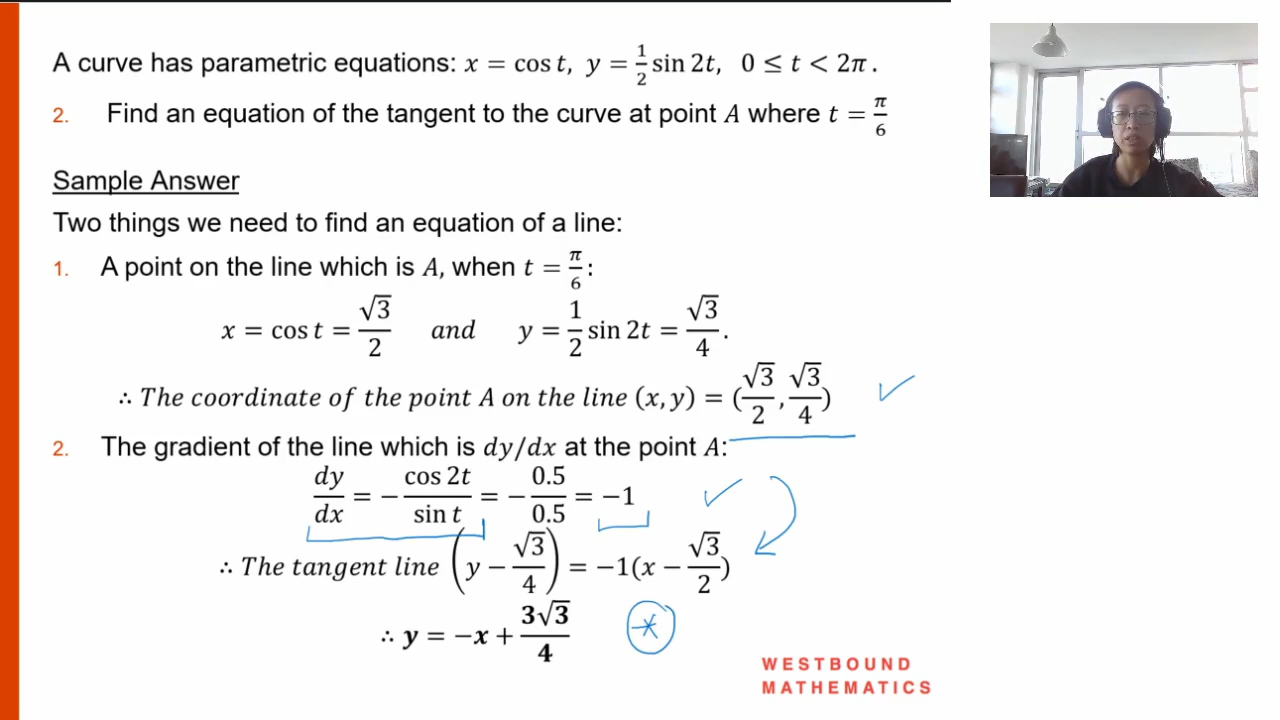 A curve has parametric equations: x = cos t, y = 1/2 sin 2t, 0 ≤ t < 2π.
2. Find an equation of the tangent to the curve at point A where t = π/6
Sample Answer
Two things we need to find an equation of a line:
1. A point on the line which is A, when t = π/6:
x = cos t = √3/2 and y = 1/2 sin 2t = √3/4.
∴ The coordinate of the point A on the line (x, y) = (√3/2, √3/4)
2. The gradient of the line which is dy/dx at the point A:
dy/dx = − cos 2t/sin t = − 0.5/0.5 = −1
∴ The tangent line (y − √3/4) = −1(x − √3/2)
∴ y = −x + 3√3/4
WESTBOUND
MATHEMATICS